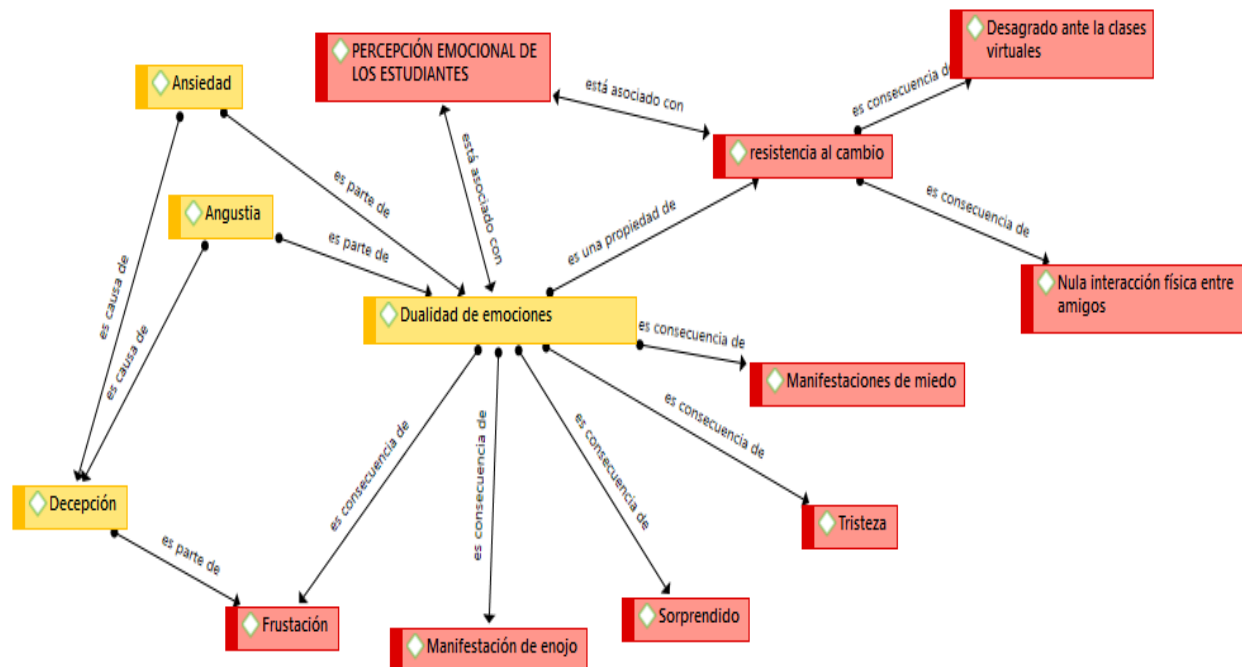 Desagrado ante la clases
virtuales
PERCEPCIÓN EMOCIONAL DE
LOS ESTUDIANTES
Ansiedad
es consecuencia de
está asociado con
resistencia al cambio
está asociado con
es parte de
Angustia
es consecuencia de
es una propiedad de
es parte de
Nula interacción física entre
amigos
es causa de
es causa de
Dualidad de emociones
es consecuencia de
Manifestaciones de miedo
es consecuencia de
es consecuencia de
es consecuencia de
es consecuencia de
Decepción
Tristeza
es parte de
Frustación
Sorprendido
Manifestación de enojo